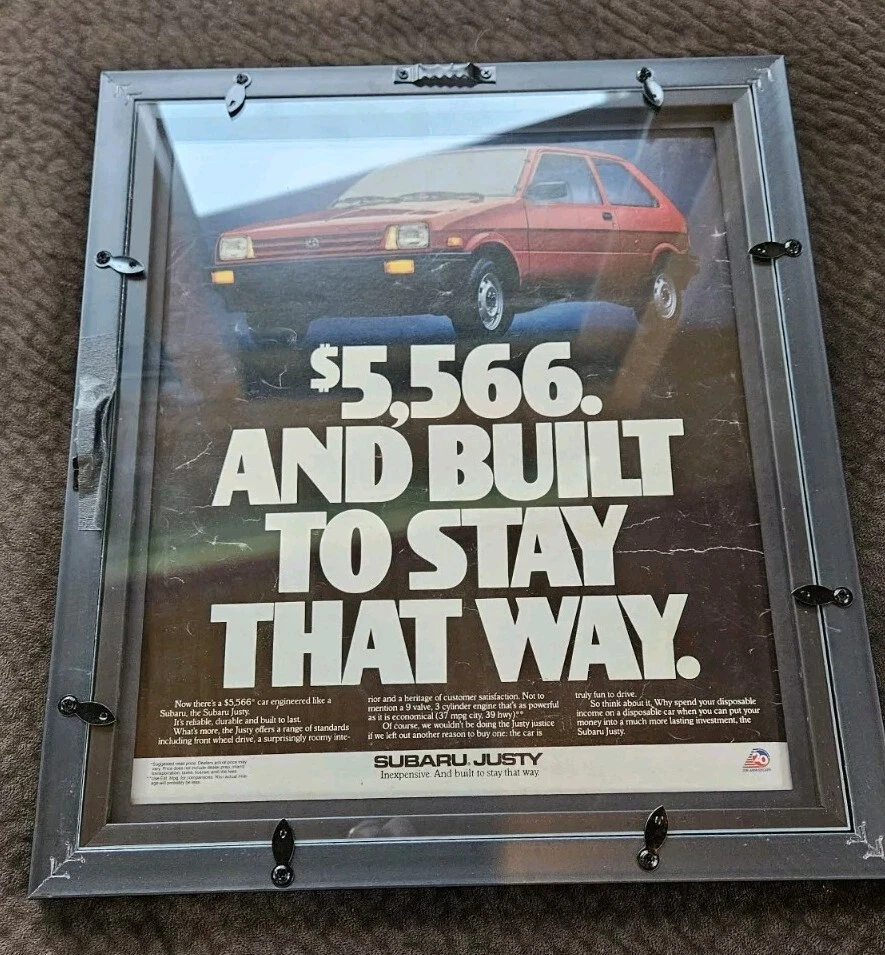 $5,566.
AND BUILT
TO STAY
THAT WAY.
Now there's a $5,566* car engineered like a
Subaru, the Subaru Justy.
It's reliable, durable and built to last.
What's more, the Justy offers a range of standards
including front wheel drive, a surprisingly roomy inte-
rior and a heritage of customer satisfaction. Not to
mention a 9 valve, 3 cylinder engine that's as powerful
as it is economical (37 mpg city, 39 hwy)**
Of course, we wouldn't be doing the Justy justice
if we left out another reason to buy one: the car is
truly fun to drive.
So think about it. Why spend your disposable
income on a disposable car when you can put your
money into a much more lasting investment, the
Subaru Justy.
SUBARU. JUSTY
Inexpensive. And built to stay that way.
20